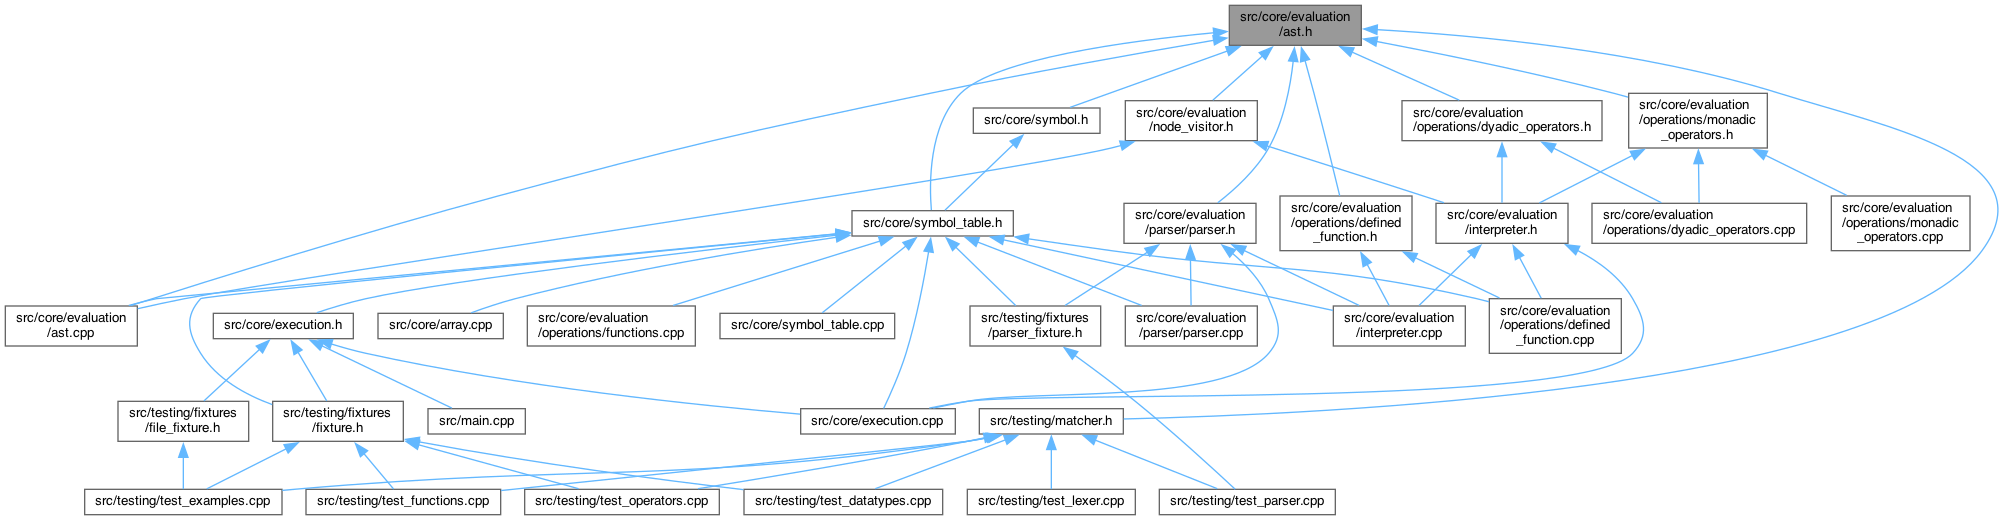 src/core/evaluation
/ast.h
src/core/symbol.h
src/core/evaluation
/node_visitor.h
src/core/evaluation
/operations/dyadic_operators.h
src/core/evaluation
/operations/monadic
_operators.h
src/core/symbol_table.h
src/core/evaluation
/parser/parser.h
src/core/evaluation
/operations/defined
_function.h
src/core/evaluation
/interpreter.h
src/core/evaluation
/operations/dyadic_operators.cpp
src/core/evaluation
/operations/monadic
_operators.cpp
src/core/evaluation
/ast.cpp
src/core/execution.h
src/core/array.cpp
src/core/evaluation
/operations/functions.cpp
src/core/symbol_table.cpp
src/testing/fixtures
/parser_fixture.h
src/core/evaluation
/parser/parser.cpp
src/core/evaluation
/interpreter.cpp
src/core/evaluation
/operations/defined
_function.cpp
src/testing/fixtures
/file_fixture.h
src/testing/fixtures
/fixture.h
src/main.cpp
src/core/execution.cpp
src/testing/matcher.h
src/testing/test_examples.cpp
src/testing/test_functions.cpp
src/testing/test_operators.cpp
src/testing/test_datatypes.cpp
src/testing/test_lexer.cpp
src/testing/test_parser.cpp